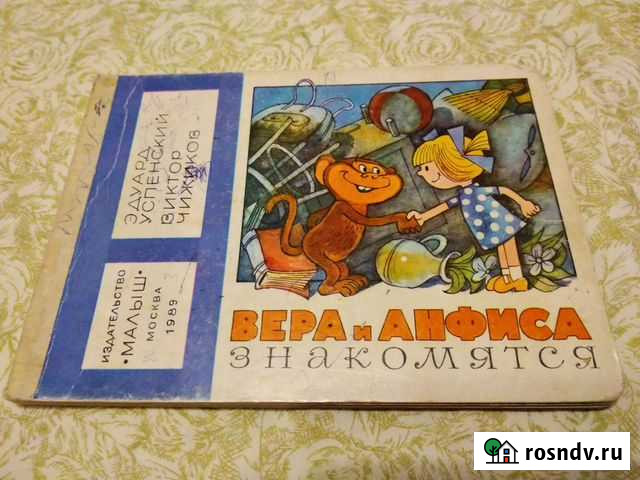 ЭДУАРД
УСПЕНСКИЙ
ВИКТОР
ЧИЖИКОВ
ИЗДАТЕЛЬСТВО
•МАЛЫШ•
МОСКВА
1989
ВЕРА и АНФИСА
ЗНАКОМЯТСЯ
rosndv.ru